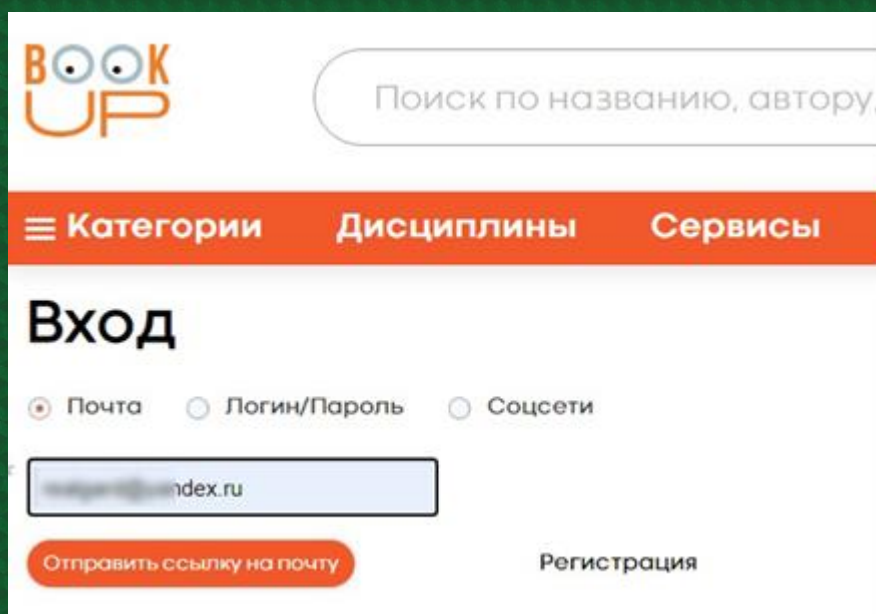 BOOK
UP
Поиск по названию, автору,
Категории Дисциплины Сервисы
Вход
Почта Логин/Пароль Соцсети
ndex.ru
Отправить ссылку на почту Регистрация